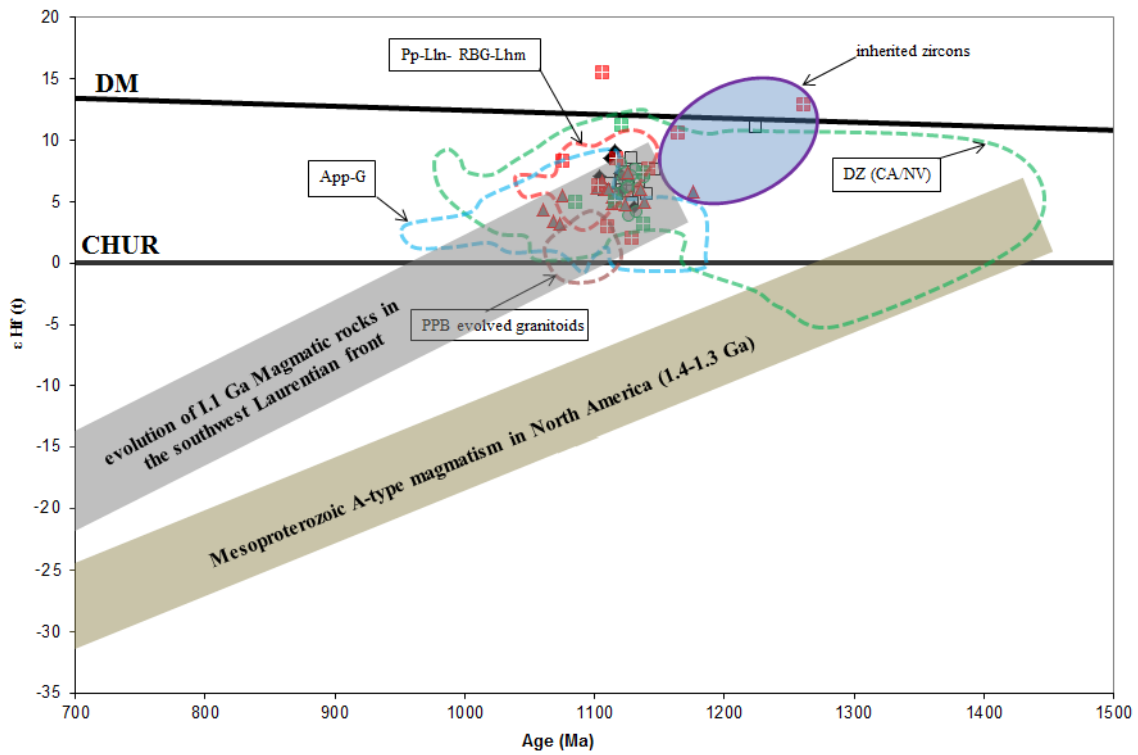 20
15
10
5
0
-5
-10
-15
-20
-25
-30
-35
ε Hf (t)
DM
CHUR
Pp-Lln- RBG-Lhm
inherited zircons
App-G
DZ (CA/NV)
PPB evolved granitoids
evolution of 1.1 Ga Magmatic rocks in
the southwest Laurentian front
Mesoproterozoic A-type magmatism in North America (1.4-1.3 Ga)
700
800
900
1000
1100
1200
1300
1400
1500
Age (Ma)